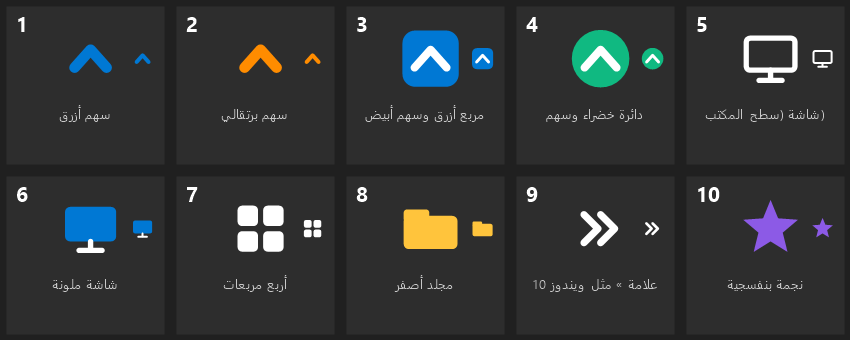 1
سهم أزرق
2
سهم برتقالي
3
مربع أزرق وسهم أبيض
4
دائرة خضراء وسهم
5
شاشة (سطح المكتب)
6
شاشة ملونة
7
أربع مربعات
8
مجلد أصفر
9
علامة » مثل ويندوز 10
10
نجمة بنفسجية